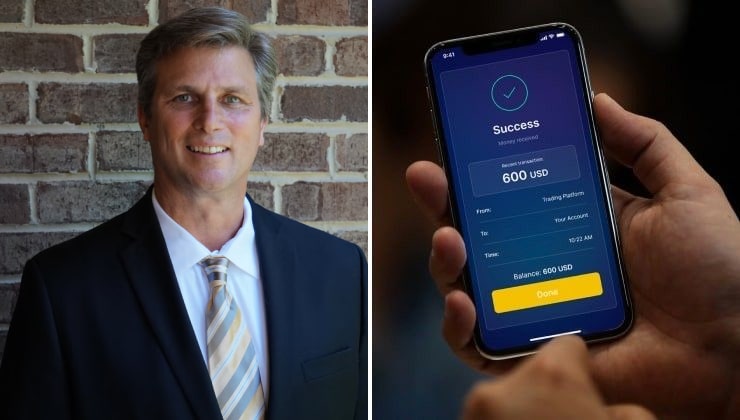 9:41
Success
Money received
Recent transaction
600 USD
From: Trading Platform
To: Your Account
Time: 10:22 AM
Balance: 600 USD
Done